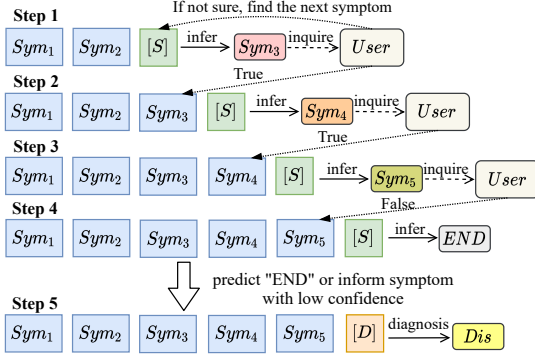 If not sure, find the next symptom
Step 1
Sym1 Sym2 [S] infer Sym3 inquire User
True
Step 2
Sym1 Sym2 Sym3 [S] infer Sym4 inquire User
True
Step 3
Sym1 Sym2 Sym3 Sym4 [S] infer Sym5 inquire User
False
Step 4
Sym1 Sym2 Sym3 Sym4 Sym5 [S] infer END
predict "END" or inform symptom
with low confidence
Step 5
Sym1 Sym2 Sym3 Sym4 Sym5 [D] diagnosis Dis